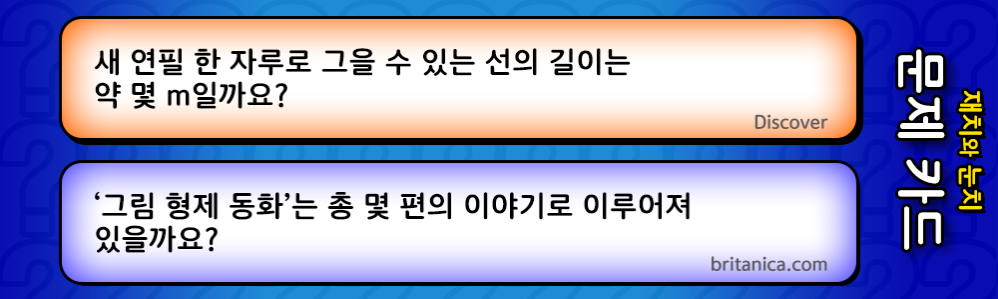 새 연필 한 자루로 그을 수 있는 선의 길이는
약 몇 m일까요?
Discover
‘그림 형제 동화’는 총 몇 편의 이야기로 이루어져
있을까요?
britanica.com
재치와 눈치
문제 카드